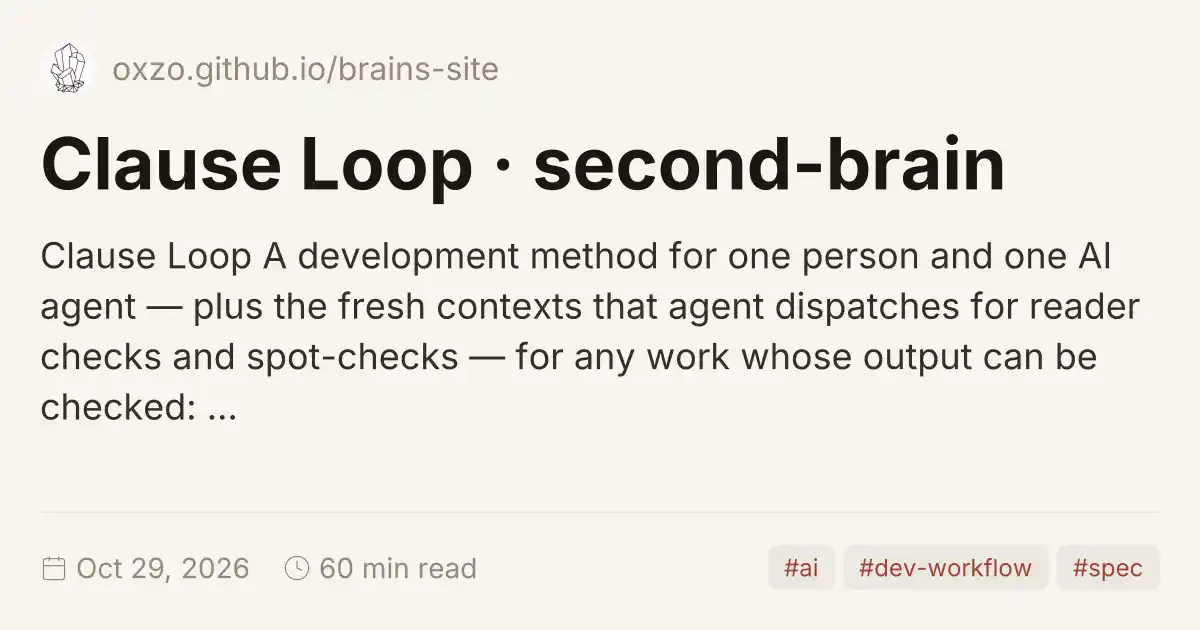 oxzo.github.io/brains-site
Clause Loop · second-brain
Clause Loop A development method for one person and one AI
agent — plus the fresh contexts that agent dispatches for reader
checks and spot-checks — for any work whose output can be
checked: ...
Oct 29, 2026 60 min read #ai #dev-workflow #spec